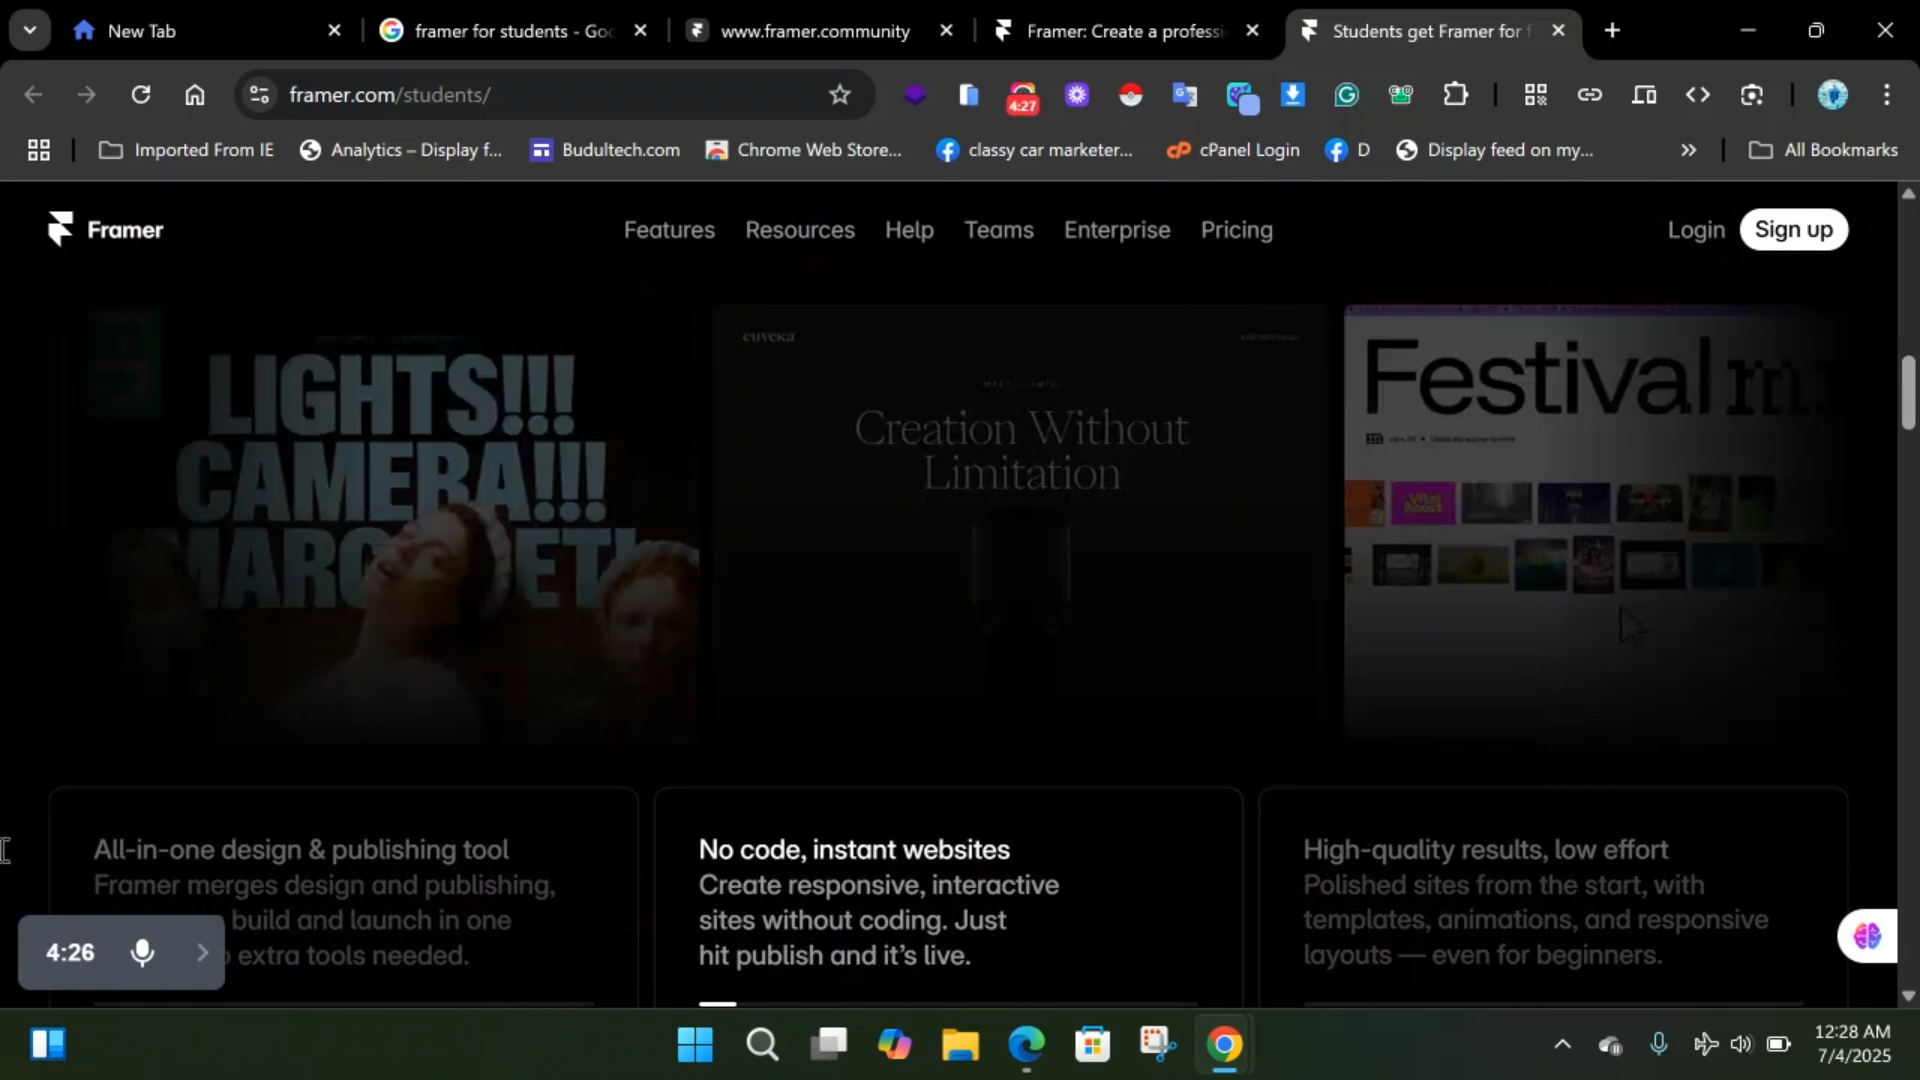 New Tab
framer for students - Goo
www.framer.community
Framer: Create a professi
Students get Framer for f
framer.com/students/
4:27
Imported From IE
Analytics – Display f...
Budultech.com
Chrome Web Store...
classy car marketer...
cPanel Login
D
Display feed on my...
All Bookmarks
Framer
Features
Resources
Help
Teams
Enterprise
Pricing
Login
Sign up
LIGHTS!!!
CAMERA!!!
Creation Without
Limitation
Festival
All-in-one design & publishing tool
Framer merges design and publishing,
build and launch in one
extra tools needed.
No code, instant websites
Create responsive, interactive
sites without coding. Just
hit publish and it's live.
High-quality results, low effort
Polished sites from the start, with
templates, animations, and responsive
layouts — even for beginners.
4:26
12:28 AM
7/4/2025